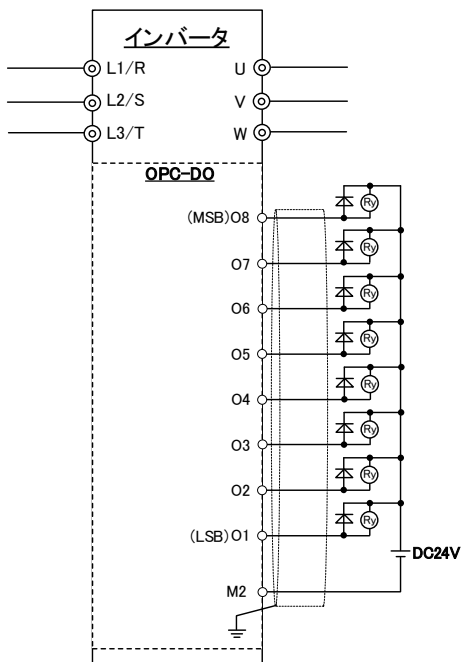 インバータ
L1/R U
L2/S V
L3/T W
OPC-DO
(MSB)O8 Ry
O7 Ry
O6 Ry
O5 Ry
O4 Ry
O3 Ry
O2 Ry
(LSB)O1 Ry
DC24V
M2